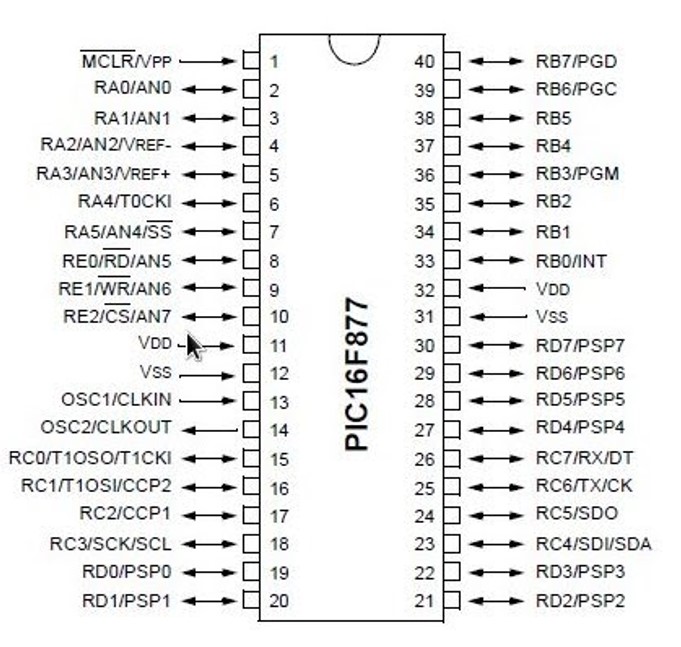 MCLR/VPP 1 40 RB7/PGD
RA0/AN0 2 39 RB6/PGC
RA1/AN1 3 38 RB5
RA2/AN2/VREF- 4 37 RB4
RA3/AN3/VREF+ 5 36 RB3/PGM
RA4/T0CKI 6 35 RB2
RA5/AN4/SS 7 34 RB1
RE0/RD/AN5 8 33 RB0/INT
RE1/WR/AN6 9 32 VDD
RE2/CS/AN7 10 31 VSS
VDD 11 30 RD7/PSP7
VSS 12 29 RD6/PSP6
OSC1/CLKIN 13 28 RD5/PSP5
OSC2/CLKOUT 14 27 RD4/PSP4
RC0/T1OSO/T1CKI 15 26 RC7/RX/DT
RC1/T1OSI/CCP2 16 25 RC6/TX/CK
RC2/CCP1 17 24 RC5/SDO
RC3/SCK/SCL 18 23 RC4/SDI/SDA
RD0/PSP0 19 22 RD3/PSP3
RD1/PSP1 20 21 RD2/PSP2
PIC16F877